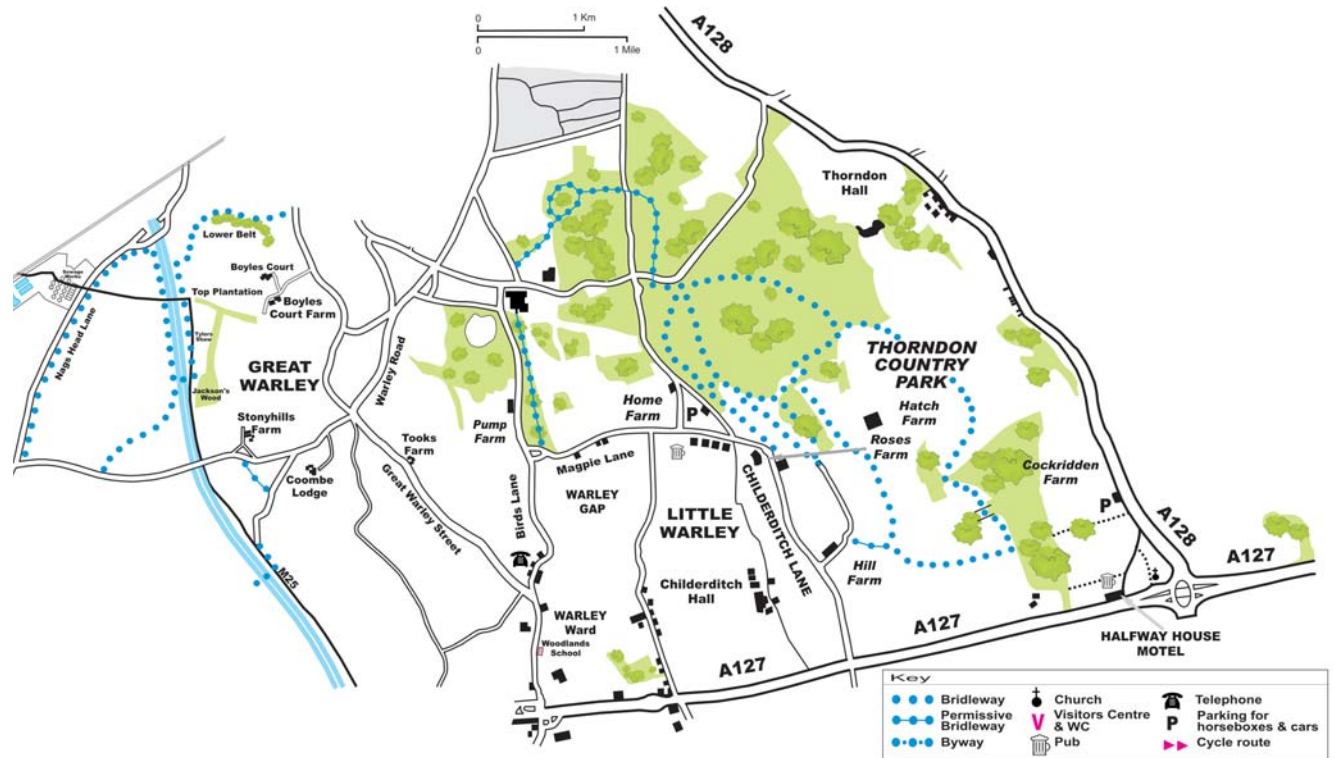 0 1 Km
0 1 Mile
A128
Thorndon
Hall
Lower Belt
Boyles Court
Sewage
Works
Top Plantation
Boyles
Court Farm
Nags Head Lane
Tylers
Shaw
GREAT
WARLEY
Warley Road
THORNDON
COUNTRY
PARK
Jackson's
Wood
Home
Farm
P
Hatch
Farm
Stonyhills
Farm
Pump
Farm
Tooks
Farm
Roses
Farm
Magpie Lane
Cockridden
Farm
Coombe
Lodge
Great Warley Street
Birds Lane
WARLEY
GAP
LITTLE
WARLEY
CHILDERDITCH LANE
P
A128
M25
Hill
Farm
A127
Childerditch
Hall
WARLEY
Ward
Woodlands
School
A127
A127
HALFWAY HOUSE
MOTEL
Key
Bridleway
Church
Telephone
Permissive
Bridleway
V Visitors Centre
& WC
P Parking for
horseboxes & cars
Byway
Pub
Cycle route